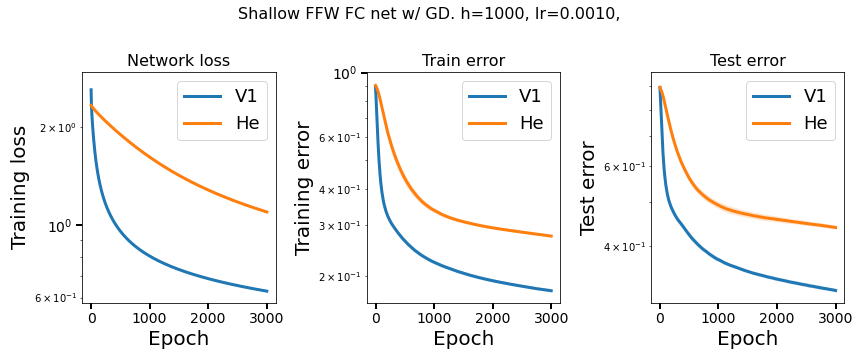 Shallow FFW FC net w/ GD. h=1000, lr=0.0010,
Network loss
Training loss
2 × 10⁰
10⁰
6 × 10⁻¹
V1
He
0 1000 2000 3000
Epoch
Train error
Training error
10⁰
6 × 10⁻¹
4 × 10⁻¹
3 × 10⁻¹
2 × 10⁻¹
V1
He
0 1000 2000 3000
Epoch
Test error
Test error
6 × 10⁻¹
4 × 10⁻¹
V1
He
0 1000 2000 3000
Epoch